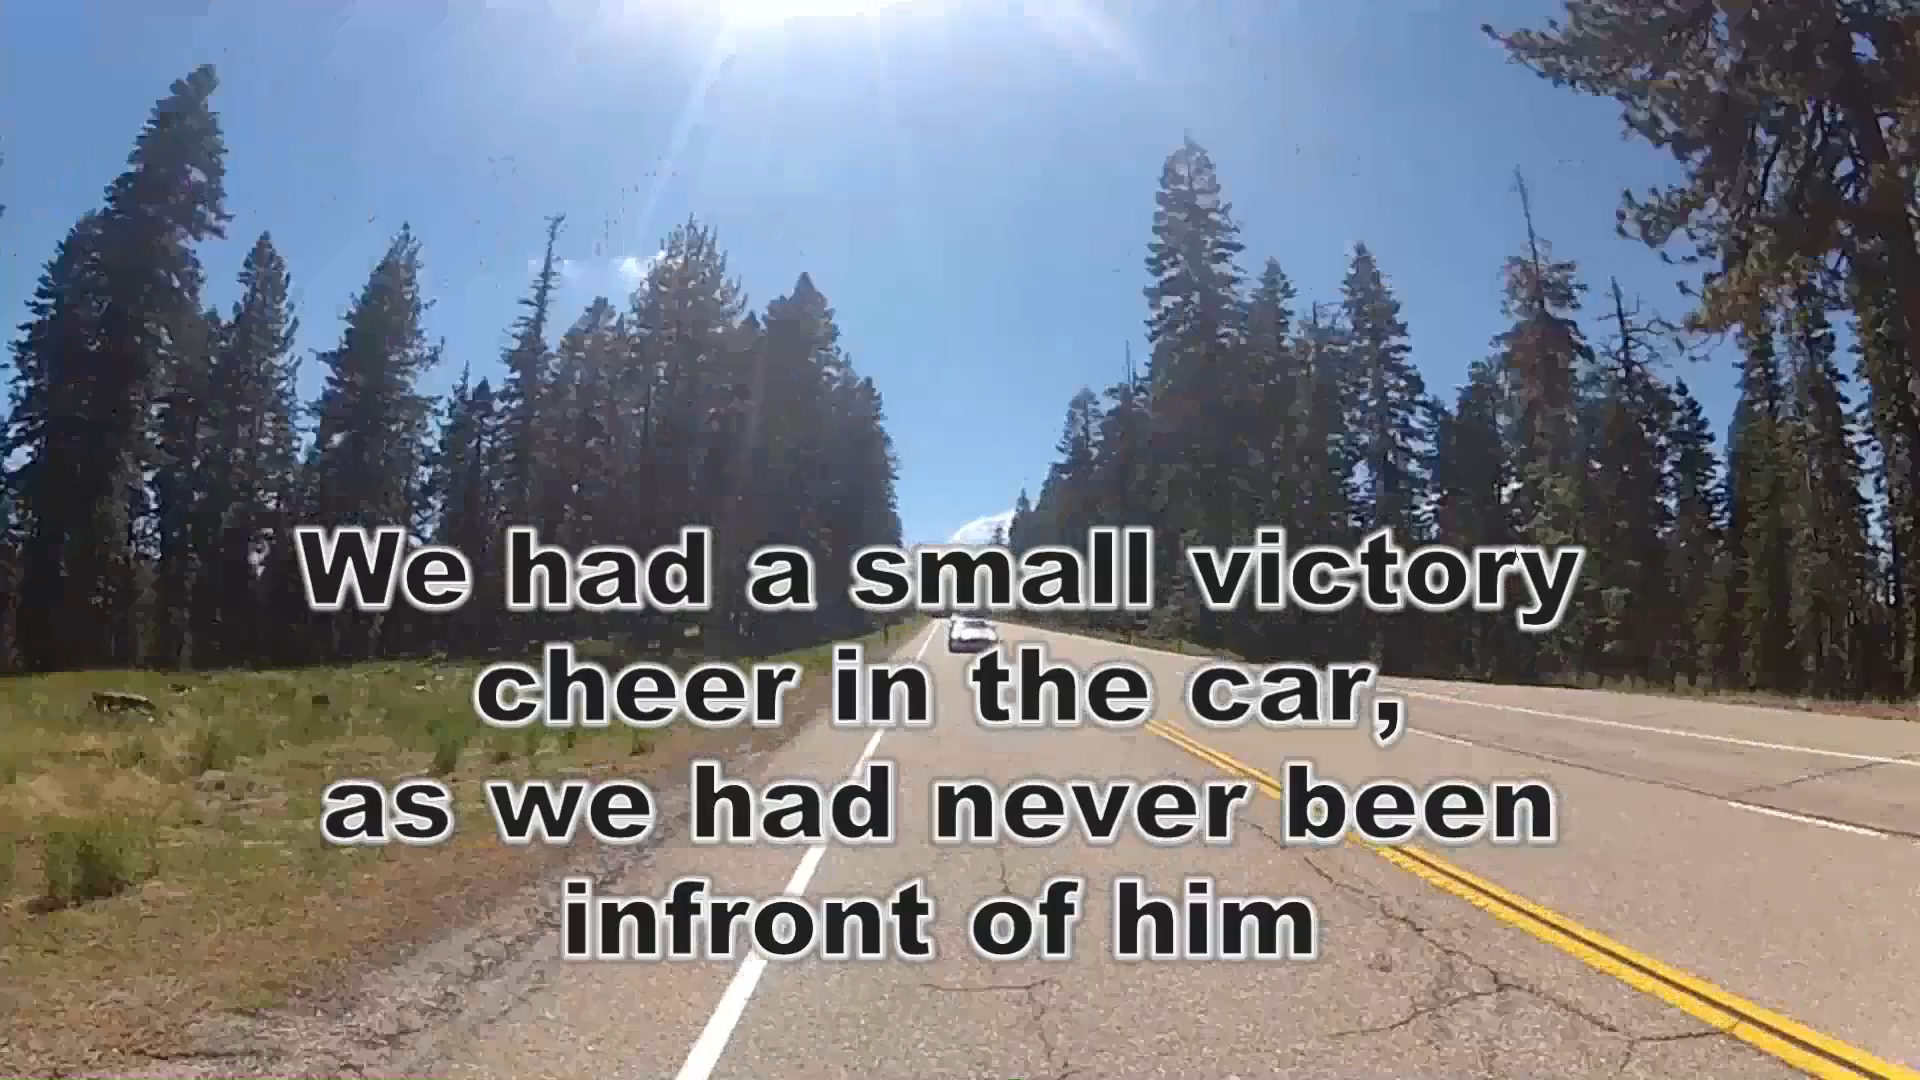 We had a small victory
cheer in the car,
as we had never been
infront of him